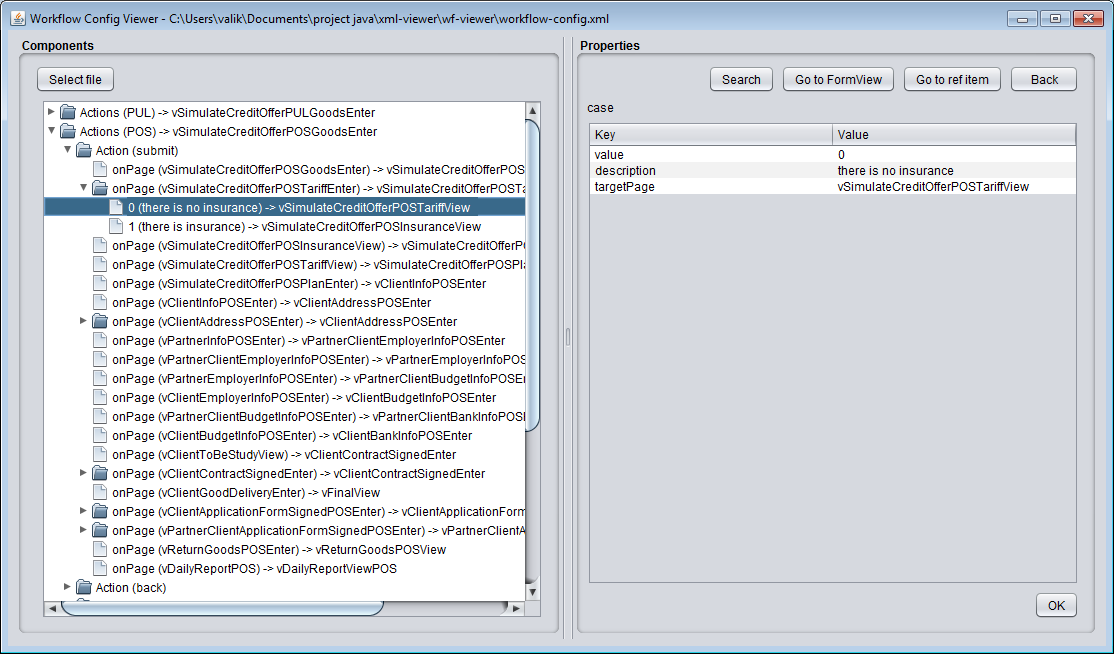 Workflow Config Viewer - C:\Users\valik\Documents\project java\xml-viewer\wf-viewer\workflow-config.xml
Components
Select file
Actions (PUL) -> vSimulateCreditOfferPULGoodsEnter
Actions (POS) -> vSimulateCreditOfferPOSGoodsEnter
Action (submit)
onPage (vSimulateCreditOfferPOSGoodsEnter) -> vSimulateCreditOfferPOS
onPage (vSimulateCreditOfferPOSTariffEnter) -> vSimulateCreditOfferPOSTa
0 (there is no insurance) -> vSimulateCreditOfferPOSTariffView
1 (there is insurance) -> vSimulateCreditOfferPOSInsuranceView
onPage (vSimulateCreditOfferPOSInsuranceView) -> vSimulateCreditOfferPO
onPage (vSimulateCreditOfferPOSTariffView) -> vSimulateCreditOfferPOSPla
onPage (vSimulateCreditOfferPOSPlanEnter) -> vClientInfoPOSEnter
onPage (vClientInfoPOSEnter) -> vClientAddressPOSEnter
onPage (vClientAddressPOSEnter) -> vClientAddressPOSEnter
onPage (vPartnerInfoPOSEnter) -> vPartnerClientEmployerInfoPOSEnter
onPage (vPartnerClientEmployerInfoPOSEnter) -> vPartnerEmployerInfoPOS
onPage (vPartnerEmployerInfoPOSEnter) -> vPartnerClientBudgetInfoPOSEn
onPage (vClientEmployerInfoPOSEnter) -> vClientBudgetInfoPOSEnter
onPage (vPartnerClientBudgetInfoPOSEnter) -> vPartnerClientBankInfoPOSE
onPage (vClientBudgetInfoPOSEnter) -> vClientBankInfoPOSEnter
onPage (vClientToBeStudyView) -> vClientContractSignedEnter
onPage (vClientContractSignedEnter) -> vClientContractSignedEnter
onPage (vClientGoodDeliveryEnter) -> vFinalView
onPage (vClientApplicationFormSignedPOSEnter) -> vClientApplicationForm
onPage (vPartnerClientApplicationFormSignedPOSEnter) -> vPartnerClientA
onPage (vReturnGoodsPOSEnter) -> vReturnGoodsPOSView
onPage (vDailyReportPOS) -> vDailyReportViewPOS
Action (back)
Properties
Search
Go to FormView
Go to ref item
Back
case
Key Value
value 0
description there is no insurance
targetPage vSimulateCreditOfferPOSTariffView
OK